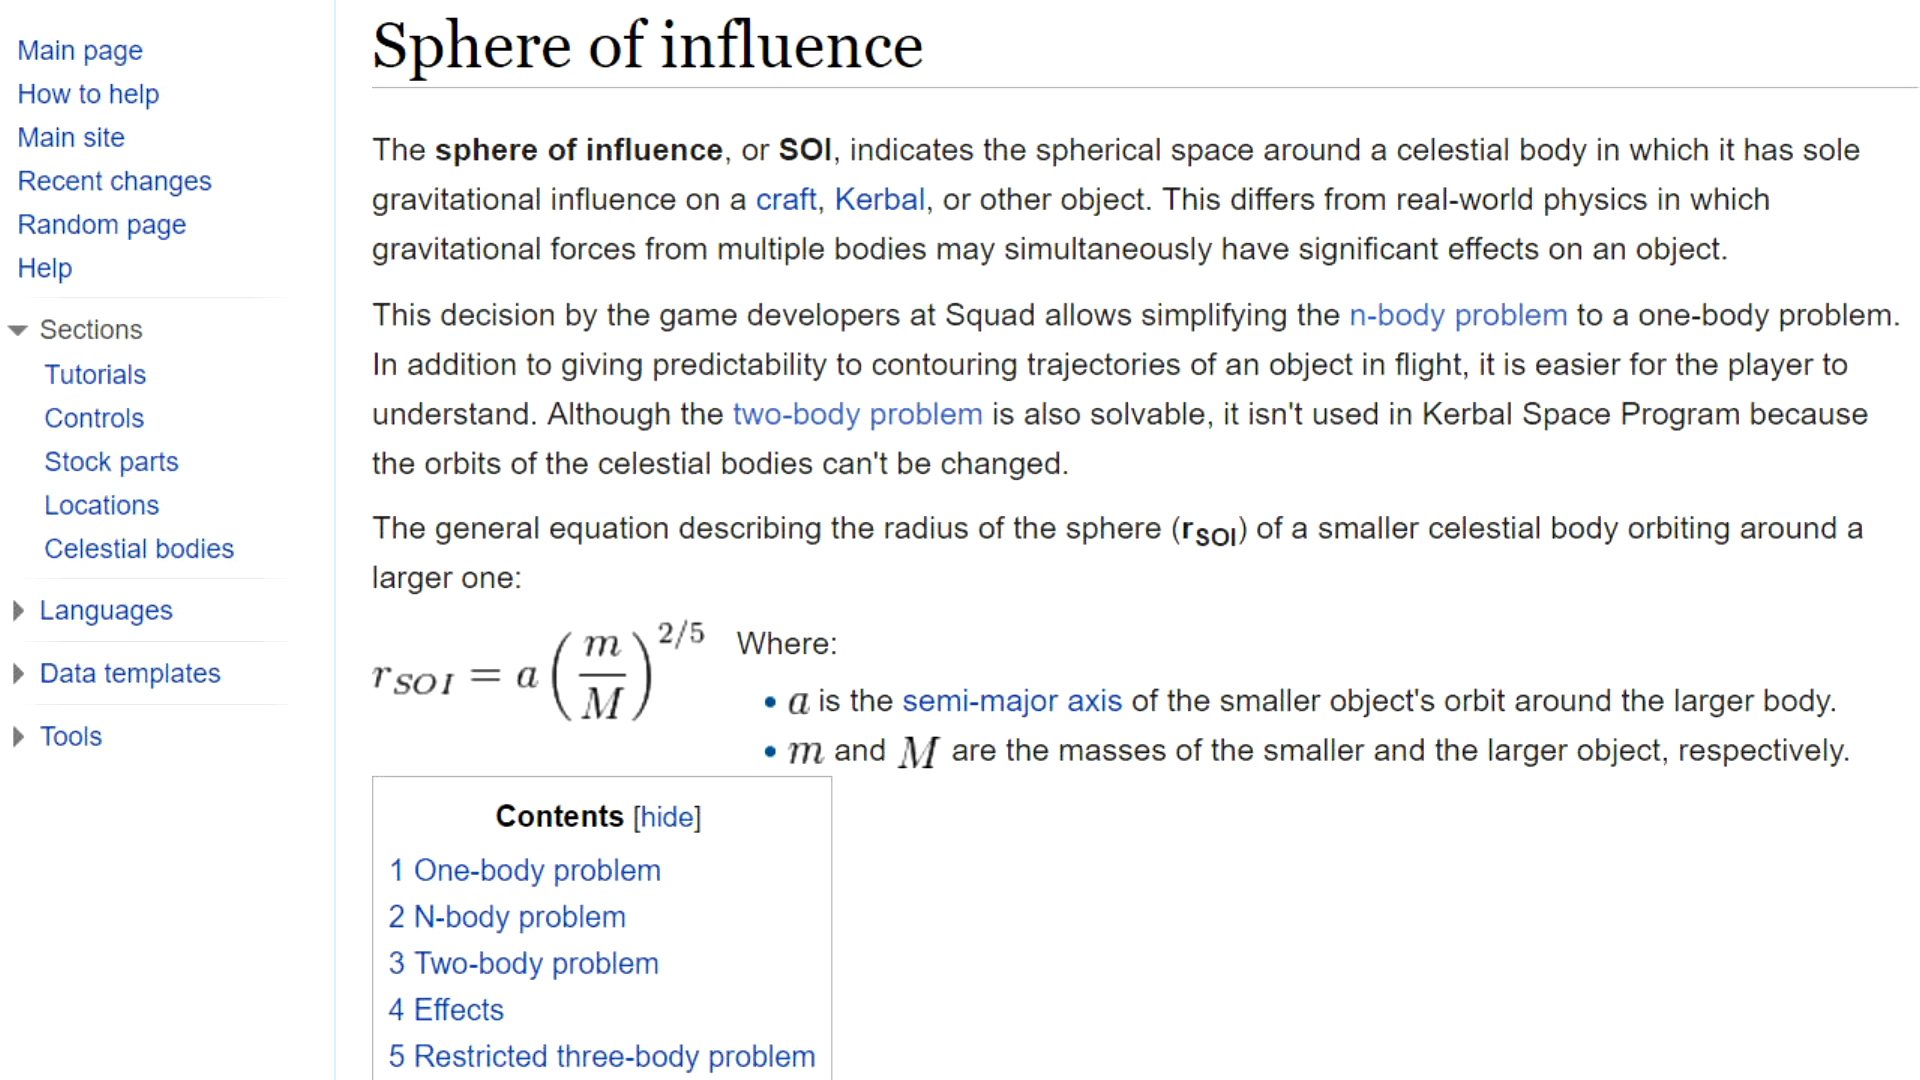 Main page
How to help
Main site
Recent changes
Random page
Help
Sections
Tutorials
Controls
Stock parts
Locations
Celestial bodies
Languages
Data templates
Tools
Sphere of influence
The sphere of influence, or SOI, indicates the spherical space around a celestial body in which it has sole
gravitational influence on a craft, Kerbal, or other object. This differs from real-world physics in which
gravitational forces from multiple bodies may simultaneously have significant effects on an object.
This decision by the game developers at Squad allows simplifying the n-body problem to a one-body problem.
In addition to giving predictability to contouring trajectories of an object in flight, it is easier for the player to
understand. Although the two-body problem is also solvable, it isn't used in Kerbal Space Program because
the orbits of the celestial bodies can't be changed.
The general equation describing the radius of the sphere (rSOI) of a smaller celestial body orbiting around a
larger one:
rSOI = a (m/M)^2/5
Where:
• a is the semi-major axis of the smaller object's orbit around the larger body.
• m and M are the masses of the smaller and the larger object, respectively.
Contents [hide]
1 One-body problem
2 N-body problem
3 Two-body problem
4 Effects
5 Restricted three-body problem